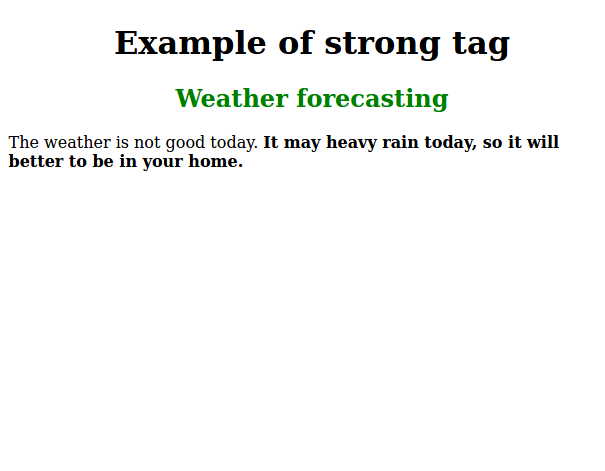 Example of strong tag
Weather forecasting
The weather is not good today. It may heavy rain today, so it will
better to be in your home.